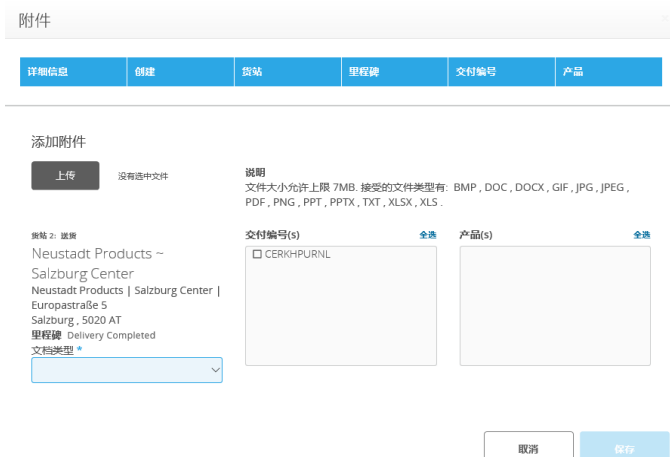 附件
详细信息 创建 货站 里程碑 交付编号 产品
添加附件
上传 没有选中文件
说明
文件大小允许上限 7MB. 接受的文件类型有: BMP , DOC , DOCX , GIF , JPG , JPEG ,
PDF , PNG , PPT , PPTX , TXT , XLSX , XLS .
货站 2: 送货
Neustadt Products ~
Salzburg Center
Neustadt Products | Salzburg Center |
Europastraße 5
Salzburg , 5020 AT
里程碑 Delivery Completed
文档类型 *
交付编号(s) 全选
CERKHPURNL
产品(s) 全选
取消 保存